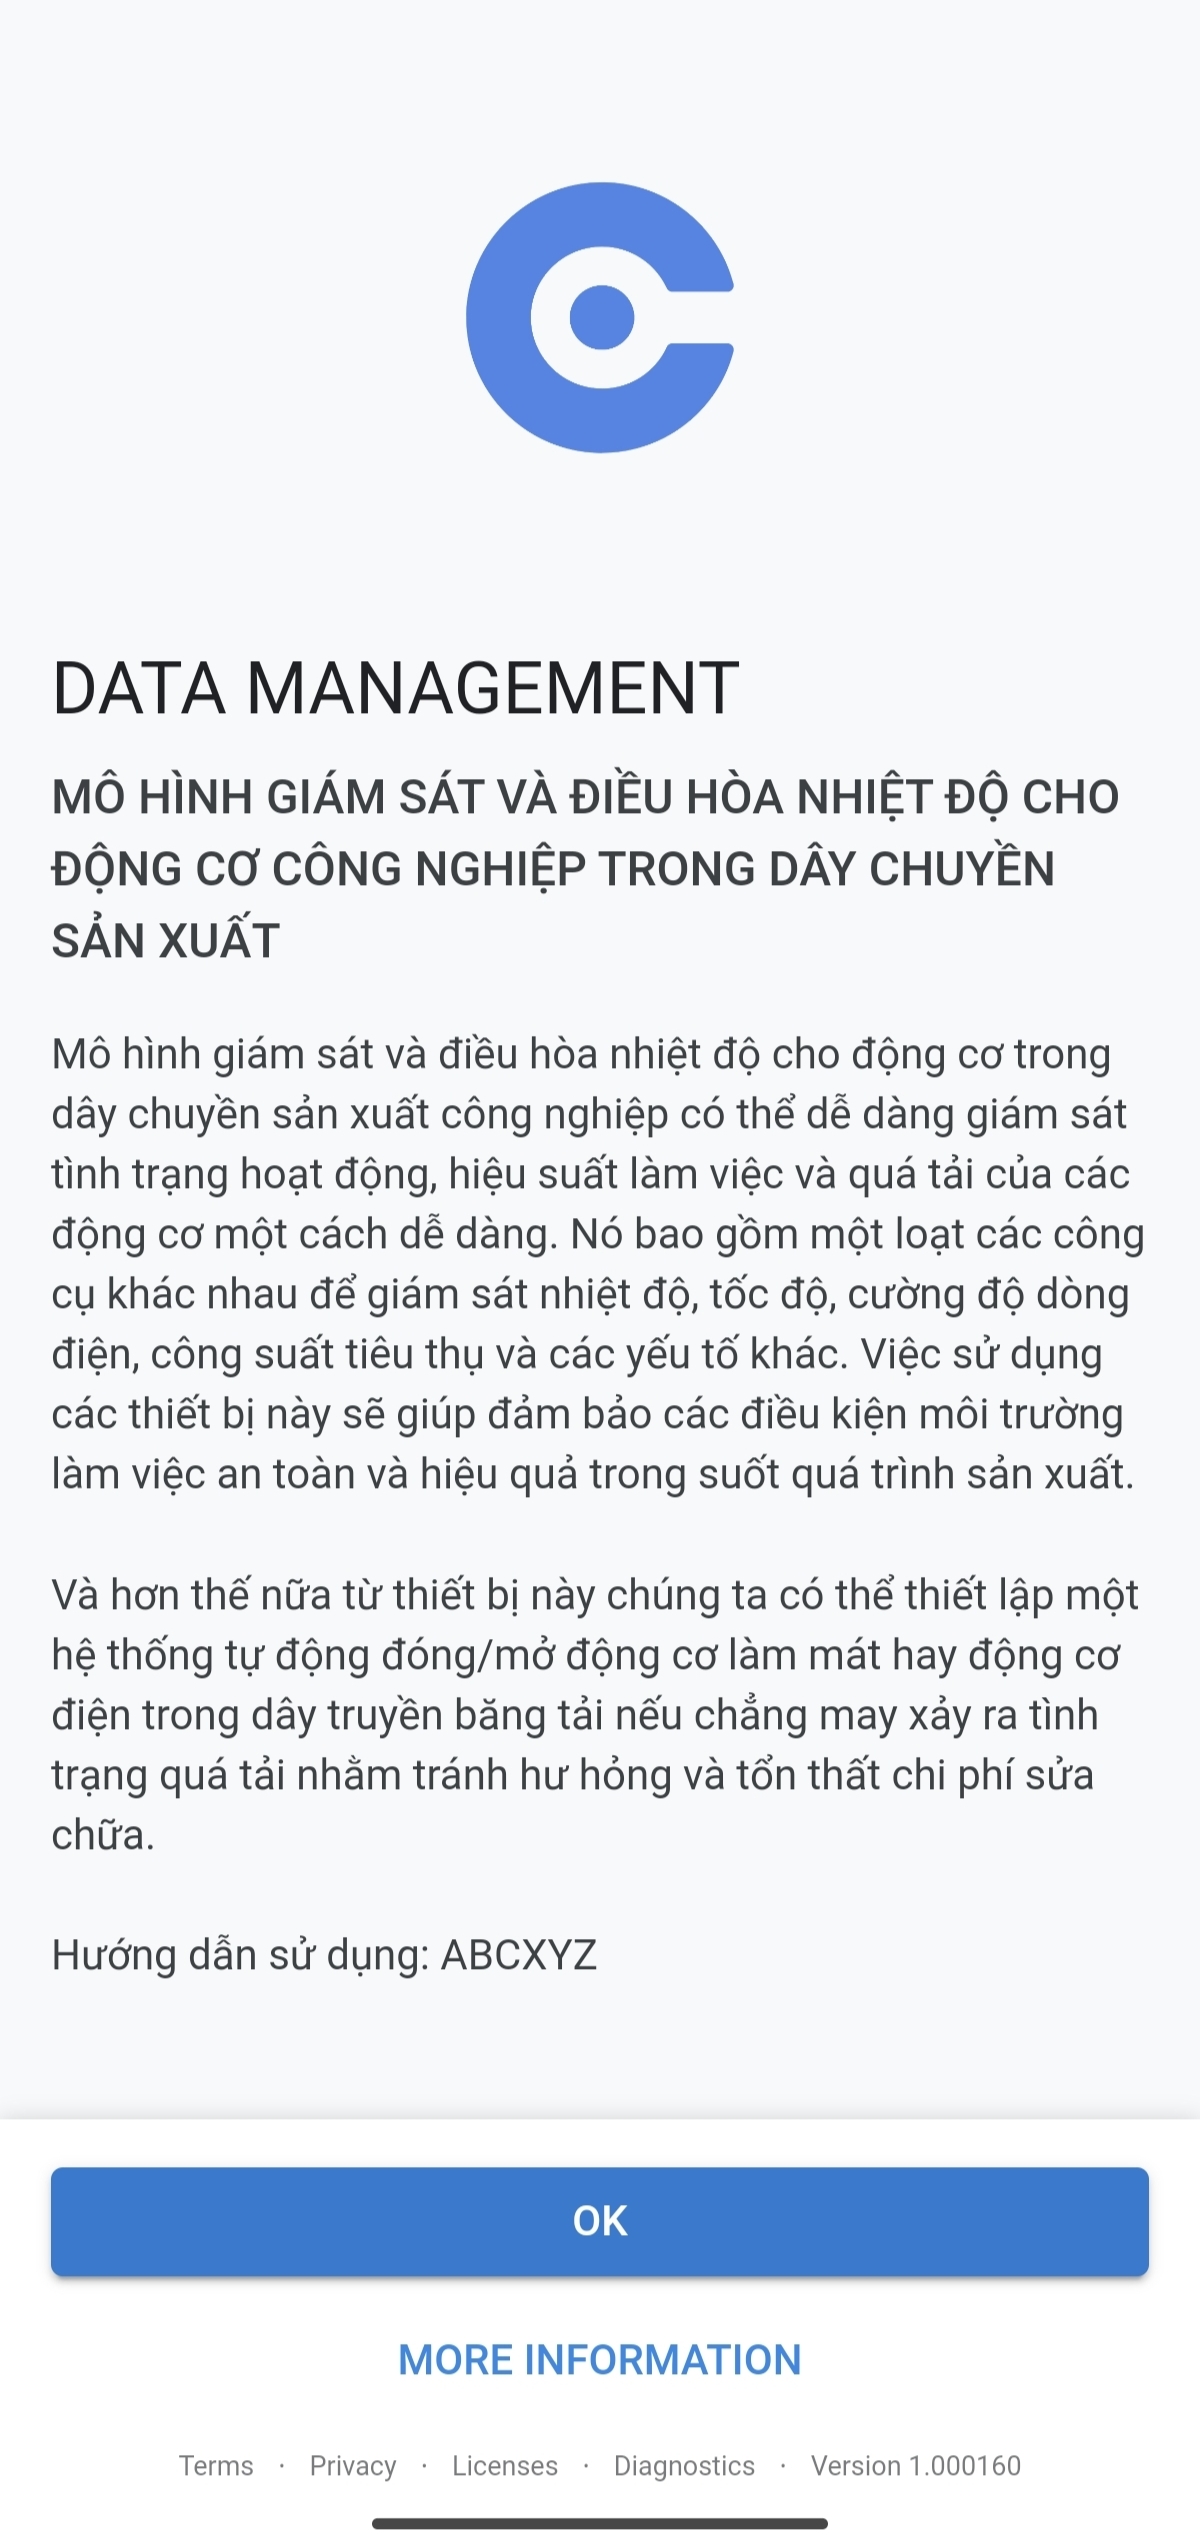 DATA MANAGEMENT
MÔ HÌNH GIÁM SÁT VÀ ĐIỀU HÒA NHIỆT ĐỘ CHO
ĐỘNG CƠ CÔNG NGHIỆP TRONG DÂY CHUYỀN
SẢN XUẤT
Mô hình giám sát và điều hòa nhiệt độ cho động cơ trong
dây chuyền sản xuất công nghiệp có thể dễ dàng giám sát
tình trạng hoạt động, hiệu suất làm việc và quá tải của các
động cơ một cách dễ dàng. Nó bao gồm một loạt các công
cụ khác nhau để giám sát nhiệt độ, tốc độ, cường độ dòng
điện, công suất tiêu thụ và các yếu tố khác. Việc sử dụng
các thiết bị này sẽ giúp đảm bảo các điều kiện môi trường
làm việc an toàn và hiệu quả trong suốt quá trình sản xuất.
Và hơn thế nữa từ thiết bị này chúng ta có thể thiết lập một
hệ thống tự động đóng/mở động cơ làm mát hay động cơ
điện trong dây truyền băng tải nếu chẳng may xảy ra tình
trạng quá tải nhằm tránh hư hỏng và tổn thất chi phí sửa
chữa.
Hướng dẫn sử dụng: ABCXYZ
OK
MORE INFORMATION
Terms · Privacy · Licenses · Diagnostics · Version 1.000160